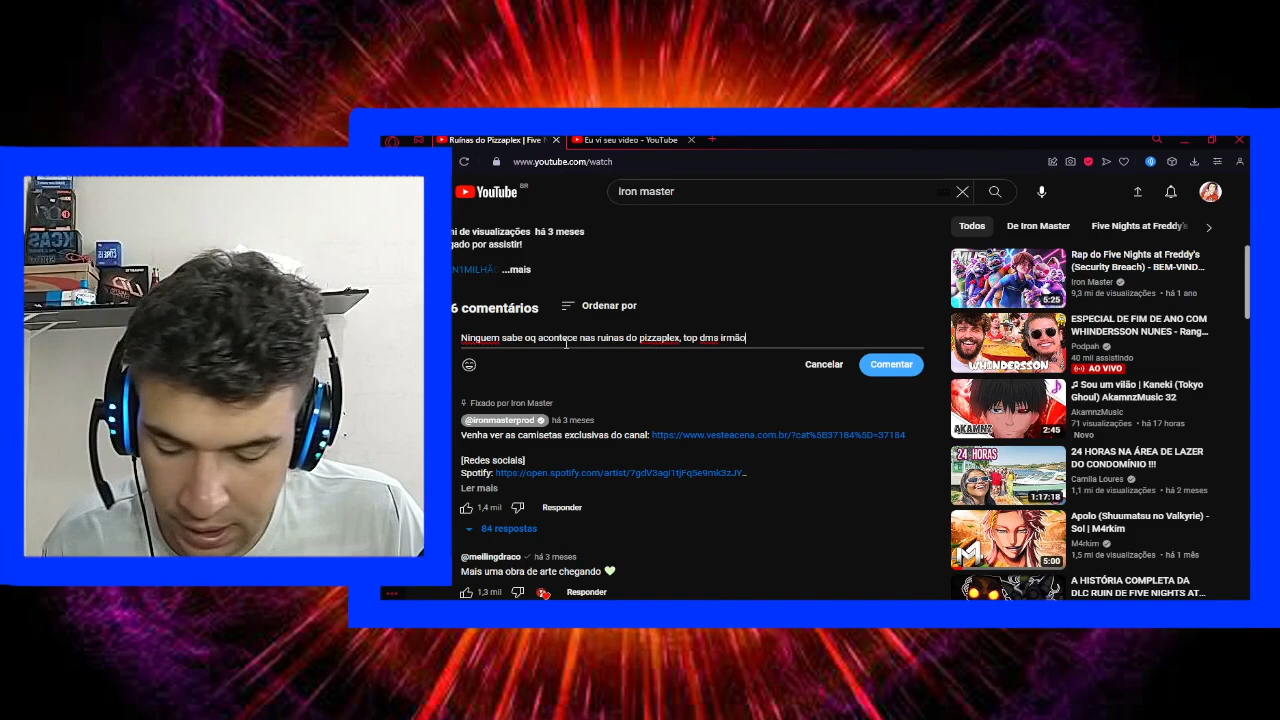 Ruínas do Pizzaplex | Five N
Eu vi seu video - YouTube
www.youtube.com/watch
YouTube BR
iron master
mi de visualizações há 3 meses
gado por assistir!
N1MILHÃO ...mais
6 comentários
Ordenar por
Ninguem sabe oq acontece nas ruinas do pizzaplex, top dms irmão
Cancelar
Comentar
Fixado por Iron Master
@ironmasterprod há 3 meses
Venha ver as camisetas exclusivas do canal: https://www.vesteacena.com.br/?cat%5B37184%5D=37184
[Redes sociais]
Spotify:
Ler mais
1,4 mil
Responder
84 respostas
@meilingdraco há 3 meses
Mais uma obra de arte chegando
1,3 mil
Responder
Todos
De Iron Master
Five Nights at Freddy's
Rap do Five Nights at Freddy's
(Security Breach) - BEM-VIND...
Iron Master
9,3 mi de visualizações • há 1 ano
5:25
ESPECIAL DE FIM DE ANO COM
WHINDERSSON NUNES - Rang...
Podpah
40 mil assistindo
AO VIVO
WHINDERSSON
Sou um vilão | Kaneki (Tokyo
Ghoul) AkamnzMusic 32
AkamnzMusic
71 visualizações • há 17 horas
Novo
AKAMNZ
2:45
24 HORAS NA ÁREA DE LAZER
DO CONDOMÍNIO !!!
Camila Loures
1,1 mi de visualizações • há 2 meses
24 HORAS
1:17:18
Apolo (Shuumatsu no Valkyrie) -
Sol | M4rkim
M4rkim
1,5 mi de visualizações • há 1 mês
5:00
A HISTÓRIA COMPLETA DA
DLC RUIN DE FIVE NIGHTS AT...